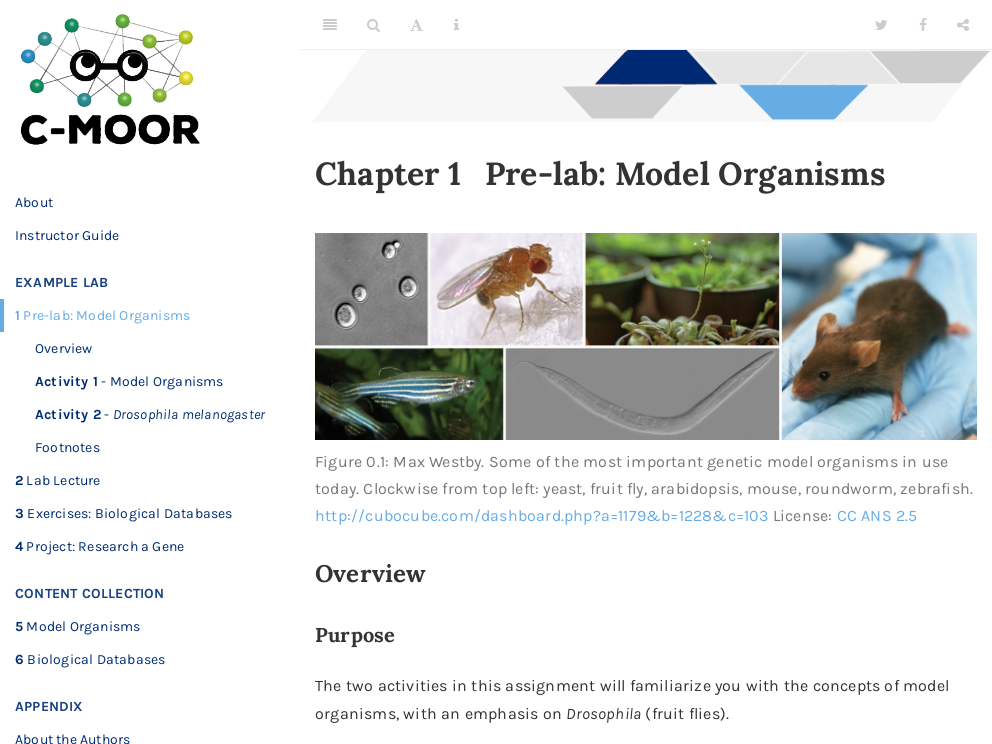 C-MOOR
About
Instructor Guide
EXAMPLE LAB
1 Pre-lab: Model Organisms
Overview
Activity 1 - Model Organisms
Activity 2 - Drosophila melanogaster
Footnotes
2 Lab Lecture
3 Exercises: Biological Databases
4 Project: Research a Gene
CONTENT COLLECTION
5 Model Organisms
6 Biological Databases
APPENDIX
About the Authors
Chapter 1 Pre-lab: Model Organisms
Figure 0.1: Max Westby. Some of the most important genetic model organisms in use
today. Clockwise from top left: yeast, fruit fly, arabidopsis, mouse, roundworm, zebrafish.
http://cubocube.com/dashboard.php?a=1179&b=1228&c=103 License: CC ANS 2.5
Overview
Purpose
The two activities in this assignment will familiarize you with the concepts of model
organisms, with an emphasis on Drosophila (fruit flies).